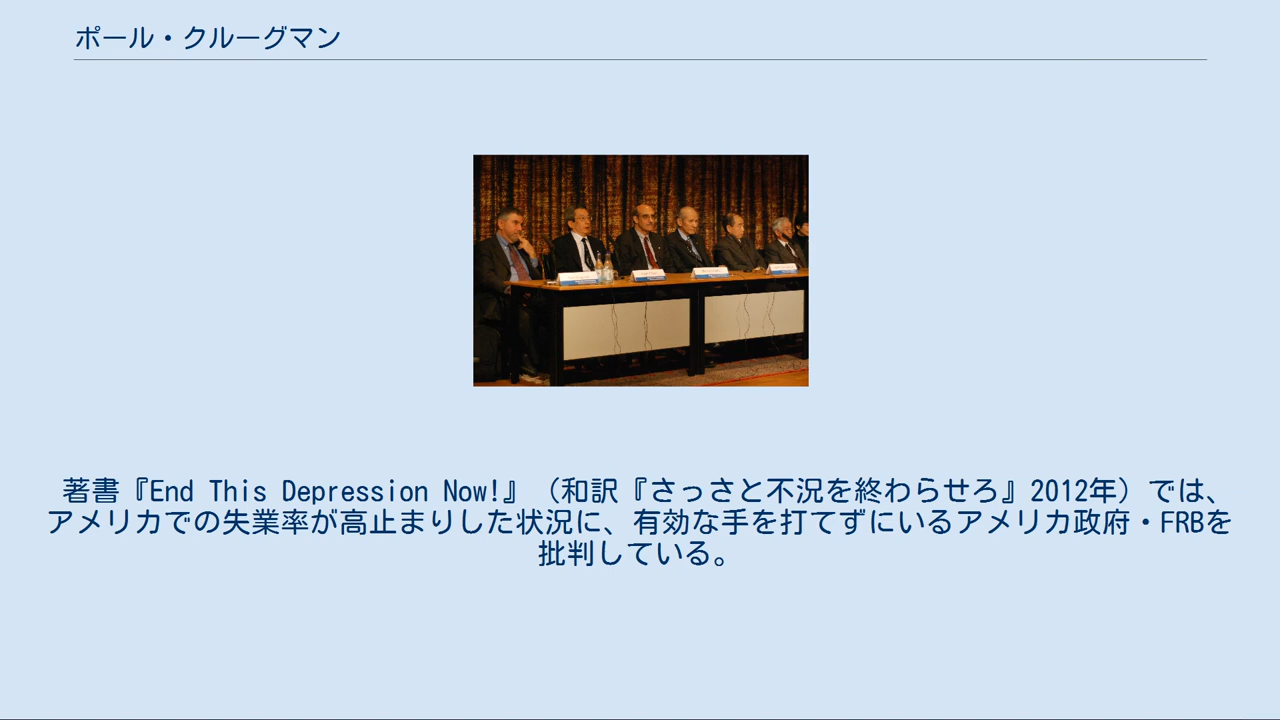 ポール・クルーグマン
著書『End This Depression Now!』（和訳『さっさと不況を終わらせろ』2012年）では、
アメリカでの失業率が高止まりした状況に、有効な手を打てずにいるアメリカ政府・FRBを
批判している。